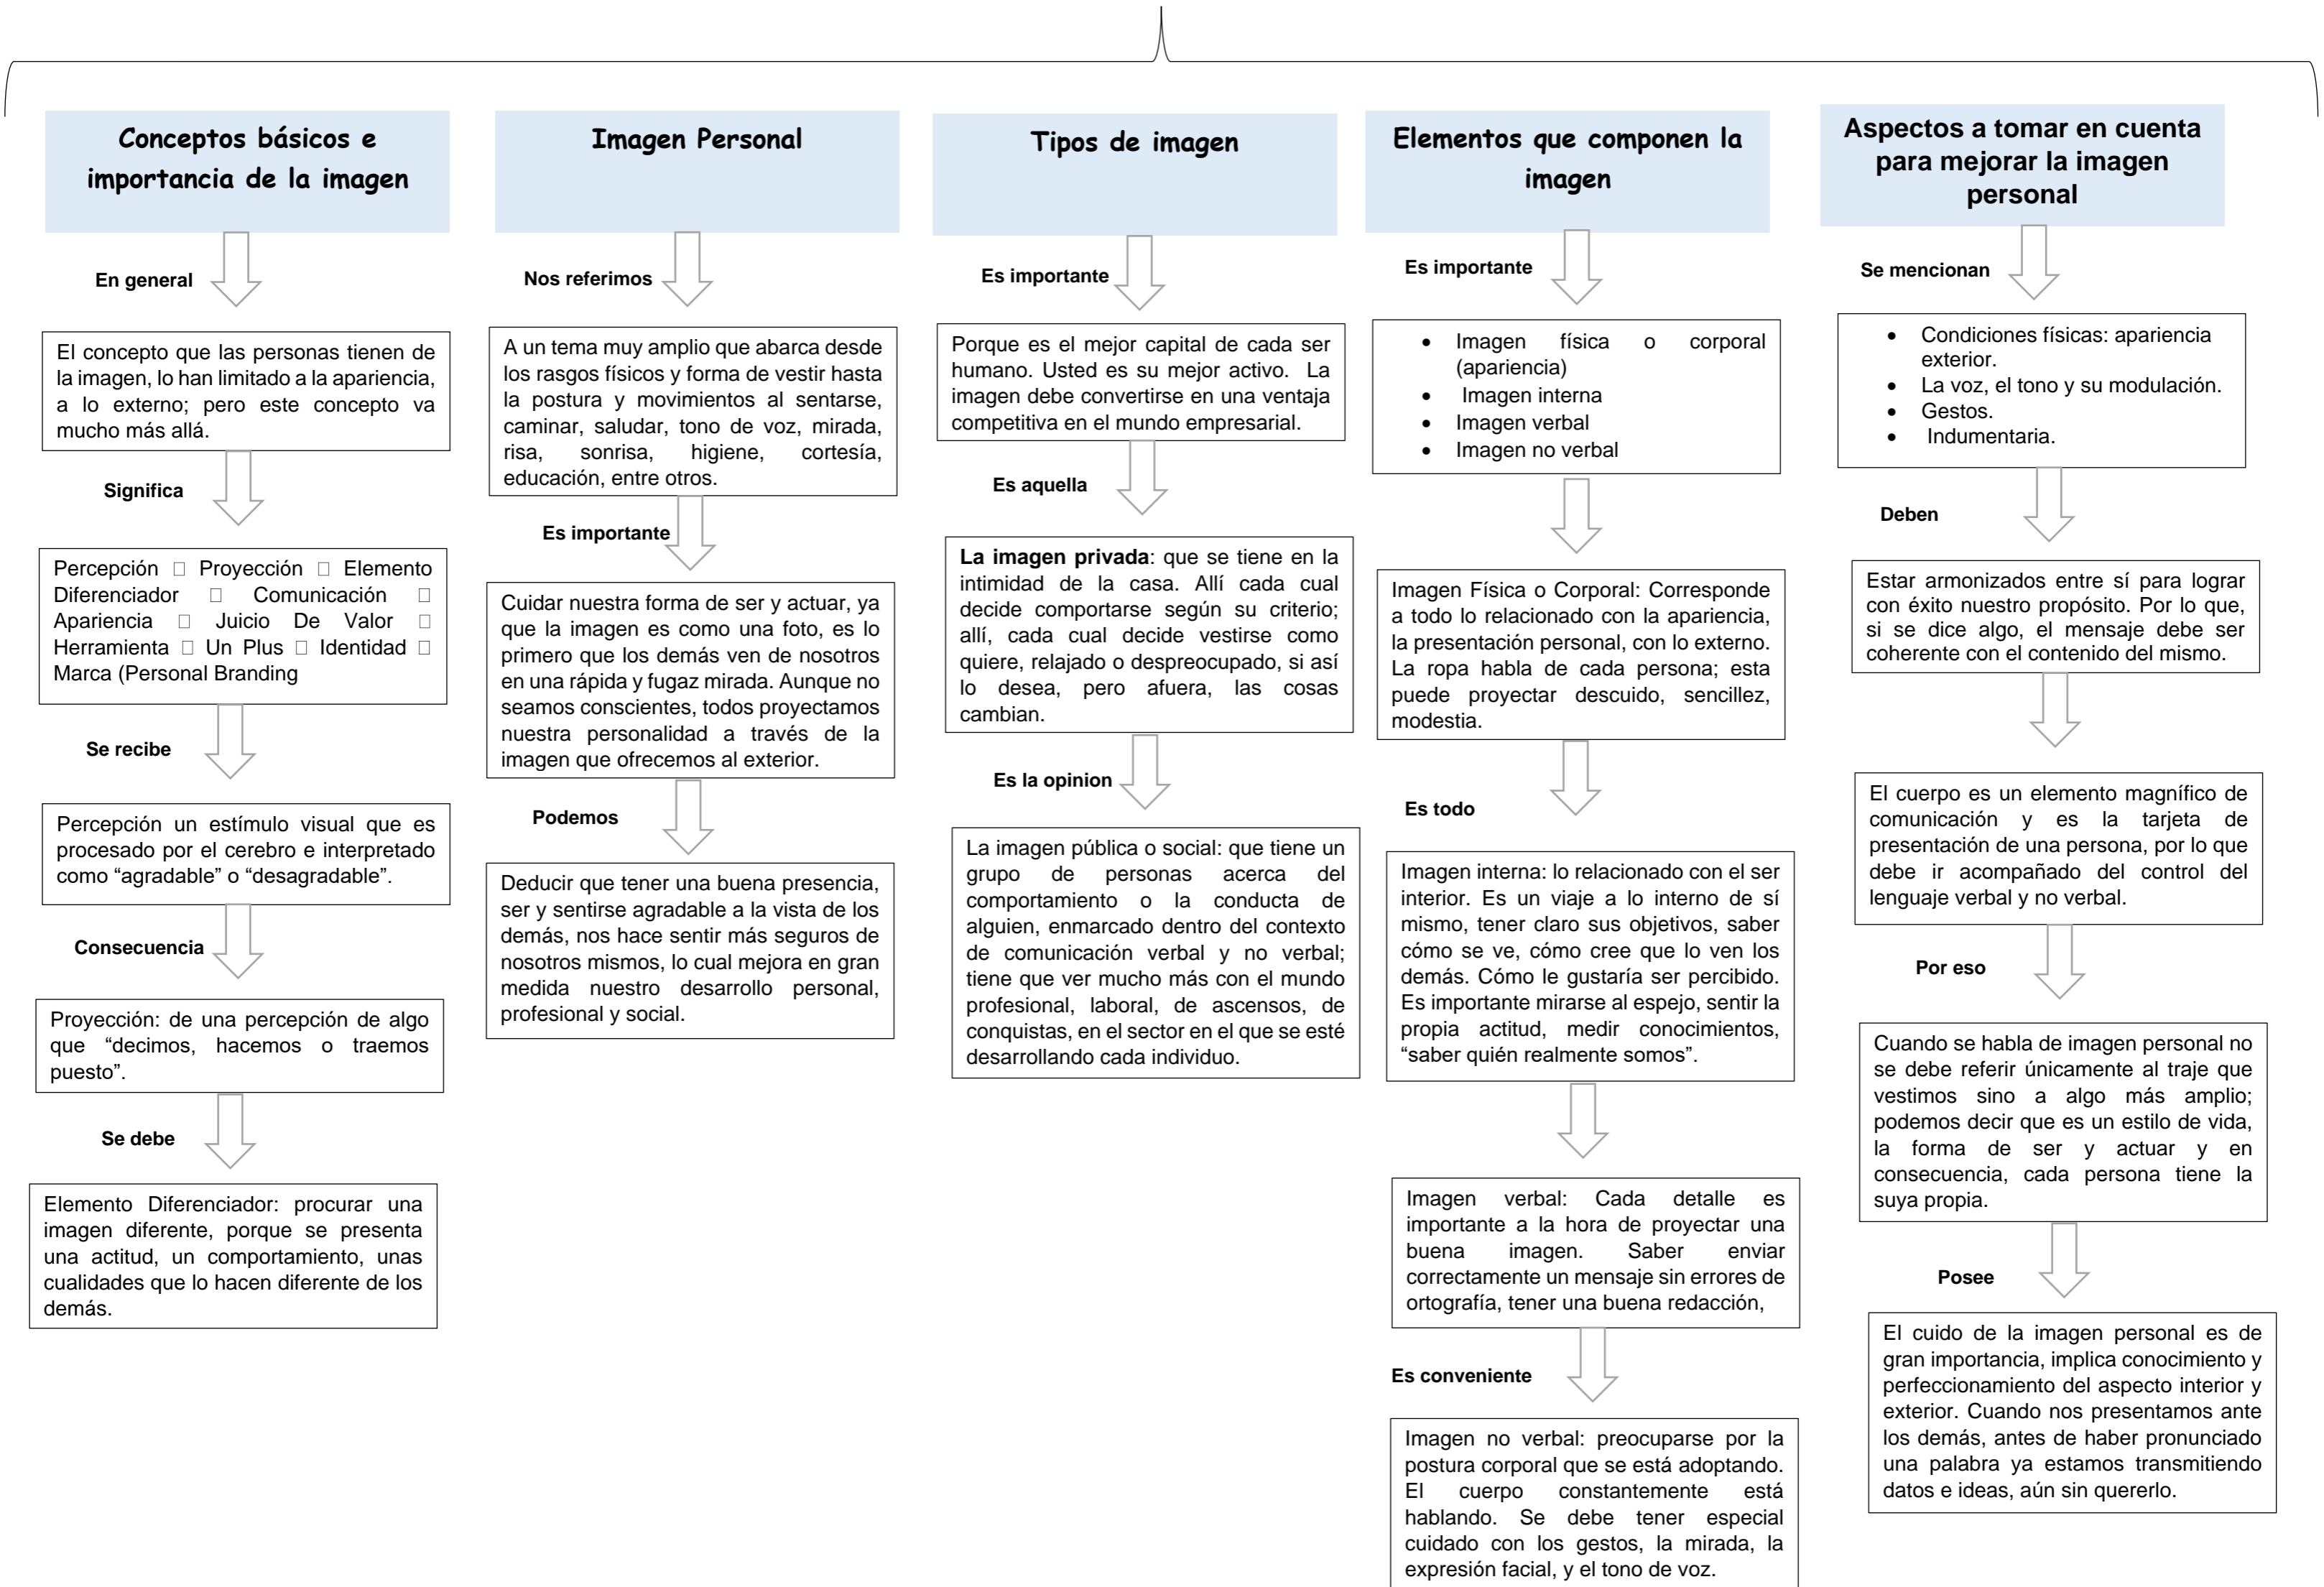 Conceptos básicos e
importancia de la imagen
En general
El concepto que las personas tienen de
la imagen, lo han limitado a la apariencia,
a lo externo; pero este concepto va
mucho más allá.
Significa
Percepción □ Proyección □ Elemento
Diferenciador □ Comunicación □
Apariencia □ Juicio De Valor □
Herramienta □ Un Plus □ Identidad □
Marca (Personal Branding
Se recibe
Percepción un estímulo visual que es
procesado por el cerebro e interpretado
como “agradable” o “desagradable”.
Consecuencia
Proyección: de una percepción de algo
que “decimos, hacemos o traemos
puesto”.
Se debe
Elemento Diferenciador: procurar una
imagen diferente, porque se presenta
una actitud, un comportamiento, unas
cualidades que lo hacen diferente de los
demás.
Imagen Personal
Nos referimos
A un tema muy amplio que abarca desde
los rasgos físicos y forma de vestir hasta
la postura y movimientos al sentarse,
caminar, saludar, tono de voz, mirada,
risa, sonrisa, higiene, cortesía,
educación, entre otros.
Es importante
Cuidar nuestra forma de ser y actuar, ya
que la imagen es como una foto, es lo
primero que los demás ven de nosotros
en una rápida y fugaz mirada. Aunque no
seamos conscientes, todos proyectamos
nuestra personalidad a través de la
imagen que ofrecemos al exterior.
Podemos
Deducir que tener una buena presencia,
ser y sentirse agradable a la vista de los
demás, nos hace sentir más seguros de
nosotros mismos, lo cual mejora en gran
medida nuestro desarrollo personal,
profesional y social.
Tipos de imagen
Es importante
Porque es el mejor capital de cada ser
humano. Usted es su mejor activo. La
imagen debe convertirse en una ventaja
competitiva en el mundo empresarial.
Es aquella
La imagen privada: que se tiene en la
intimidad de la casa. Allí cada cual
decide comportarse según su criterio;
allí, cada cual decide vestirse como
quiere, relajado o despreocupado, si así
lo desea, pero afuera, las cosas
cambian.
Es la opinion
La imagen pública o social: que tiene un
grupo de personas acerca del
comportamiento o la conducta de
alguien, enmarcado dentro del contexto
de comunicación verbal y no verbal;
tiene que ver mucho más con el mundo
profesional, laboral, de ascensos, de
conquistas, en el sector en el que se esté
desarrollando cada individuo.
Elementos que componen la
imagen
Es importante
• Imagen física o corporal
(apariencia)
• Imagen interna
• Imagen verbal
• Imagen no verbal
Imagen Física o Corporal: Corresponde
a todo lo relacionado con la apariencia,
la presentación personal, con lo externo.
La ropa habla de cada persona; esta
puede proyectar descuido, sencillez,
modestia.
Es todo
Imagen interna: lo relacionado con el ser
interior. Es un viaje a lo interno de sí
mismo, tener claro sus objetivos, saber
cómo se ve, cómo cree que lo ven los
demás. Cómo le gustaría ser percibido.
Es importante mirarse al espejo, sentir la
propia actitud, medir conocimientos,
“saber quién realmente somos”.
Imagen verbal: Cada detalle es
importante a la hora de proyectar una
buena imagen. Saber enviar
correctamente un mensaje sin errores de
ortografía, tener una buena redacción,
Es conveniente
Imagen no verbal: preocuparse por la
postura corporal que se está adoptando.
El cuerpo constantemente está
hablando. Se debe tener especial
cuidado con los gestos, la mirada, la
expresión facial, y el tono de voz.
Aspectos a tomar en cuenta
para mejorar la imagen
personal
Se mencionan
• Condiciones físicas: apariencia
exterior.
• La voz, el tono y su modulación.
• Gestos.
• Indumentaria.
Deben
Estar armonizados entre sí para lograr
con éxito nuestro propósito. Por lo que,
si se dice algo, el mensaje debe ser
coherente con el contenido del mismo.
El cuerpo es un elemento magnífico de
comunicación y es la tarjeta de
presentación de una persona, por lo que
debe ir acompañado del control del
lenguaje verbal y no verbal.
Por eso
Cuando se habla de imagen personal no
se debe referir únicamente al traje que
vestimos sino a algo más amplio;
podemos decir que es un estilo de vida,
la forma de ser y actuar y en
consecuencia, cada persona tiene la
suya propia.
Posee
El cuido de la imagen personal es de
gran importancia, implica conocimiento y
perfeccionamiento del aspecto interior y
exterior. Cuando nos presentamos ante
los demás, antes de haber pronunciado
una palabra ya estamos transmitiendo
datos e ideas, aún sin quererlo.